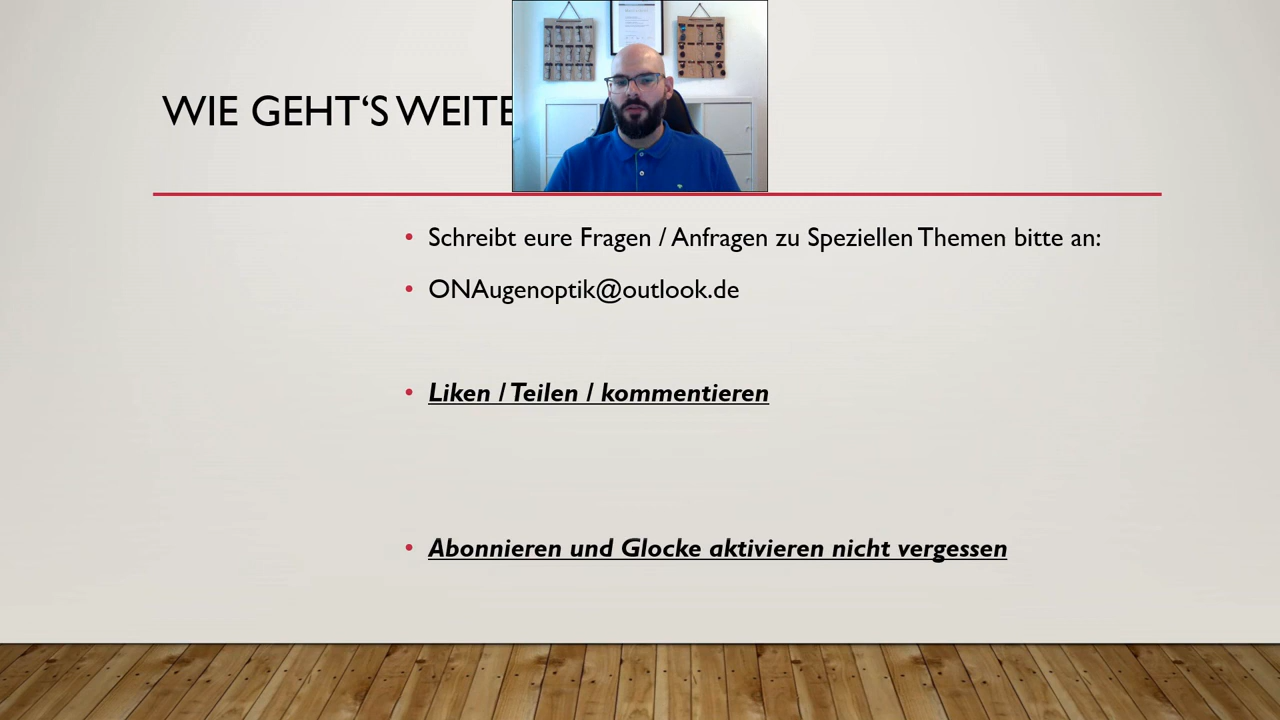 WIE GEHT‘S WEITE
Schreibt eure Fragen / Anfragen zu Speziellen Themen bitte an:
ONAugenoptik@outlook.de
Liken / Teilen / kommentieren
Abonnieren und Glocke aktivieren nicht vergessen